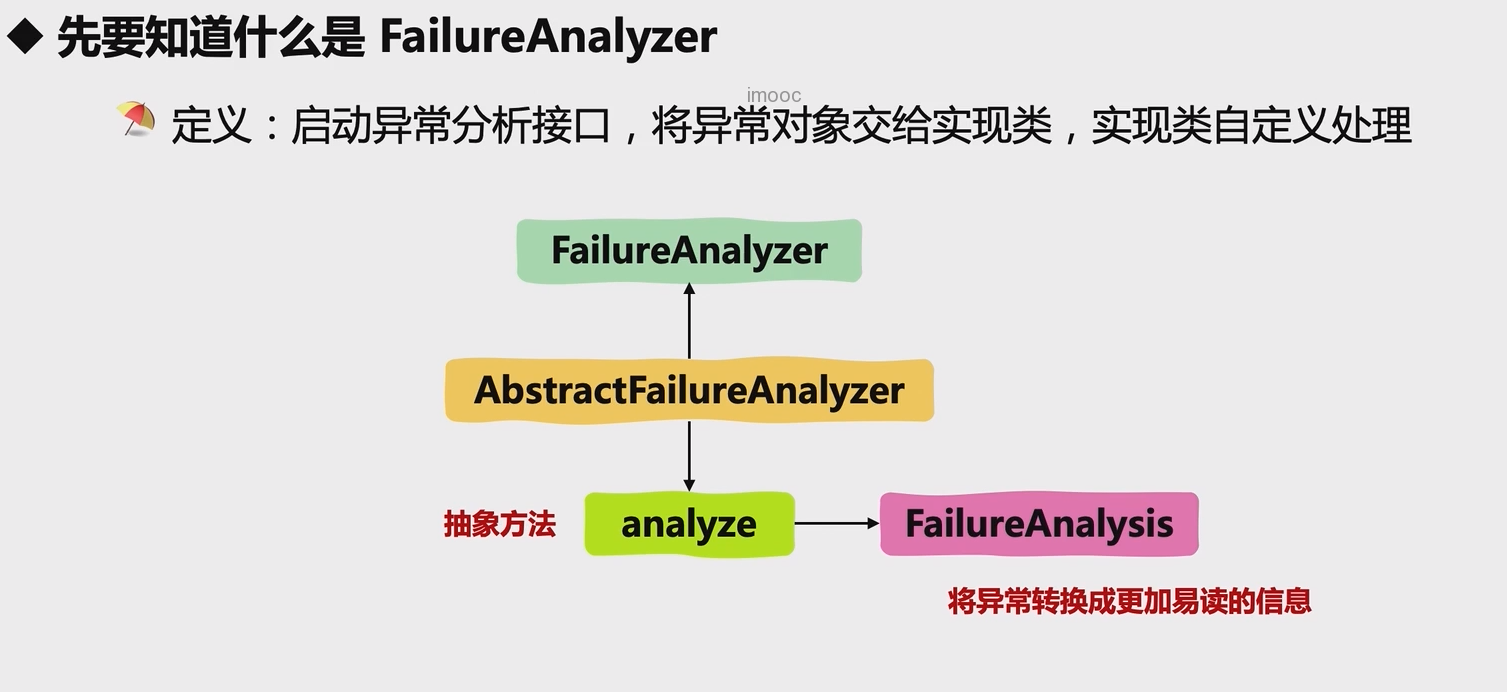 ◆ 先要知道什么是 FailureAnalyzer
imooc
定义：启动异常分析接口，将异常对象交给实现类，实现类自定义处理
FailureAnalyzer
AbstractFailureAnalyzer
抽象方法 analyze FailureAnalysis
将异常转换成更加易读的信息